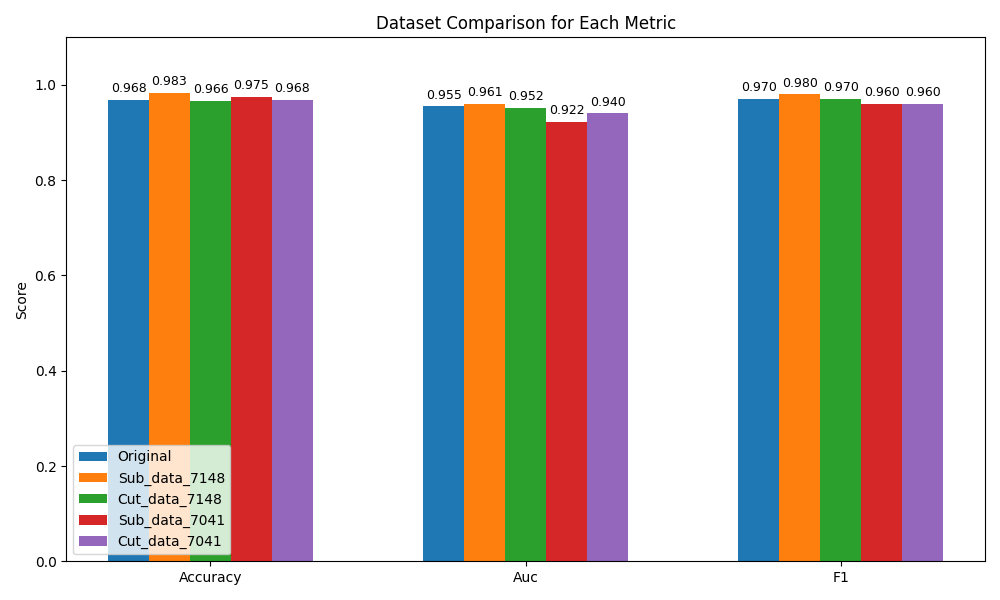 Dataset Comparison for Each Metric
Score
1.0
0.8
0.6
0.4
0.2
0.0
0.968 0.983 0.966 0.975 0.968
0.955 0.961 0.952 0.922 0.940
0.970 0.980 0.970 0.960 0.960
Original
Sub_data_7148
Cut_data_7148
Sub_data_7041
Cut_data_7041
Accuracy Auc F1